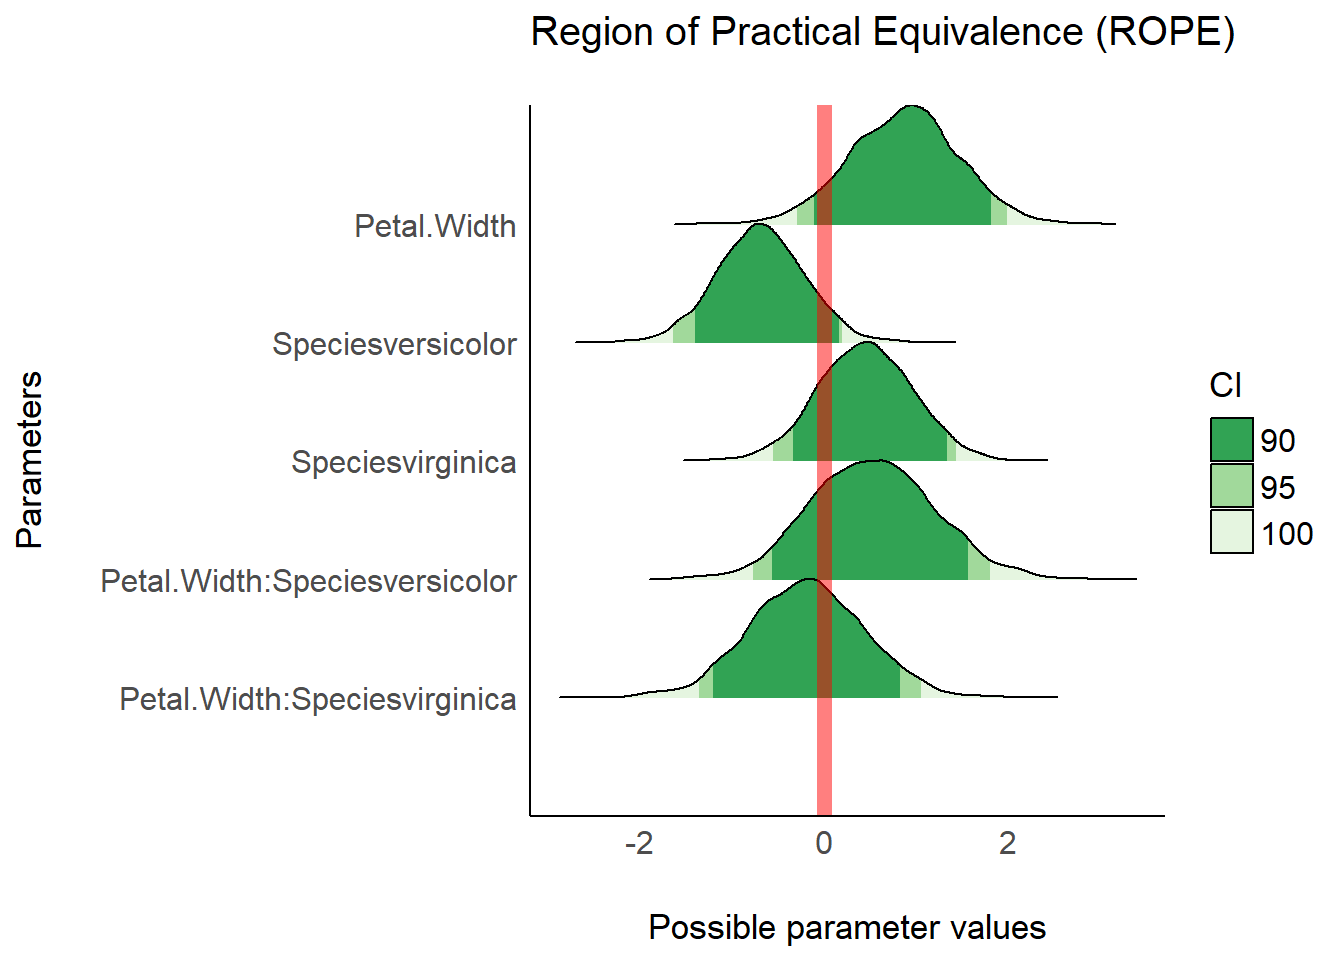 Region of Practical Equivalence (ROPE)
Petal.Width
Speciesversicolor
Speciesvirginica
Petal.Width:Speciesversicolor
Petal.Width:Speciesvirginica
Parameters
-2
0
2
Possible parameter values
CI
90
95
100